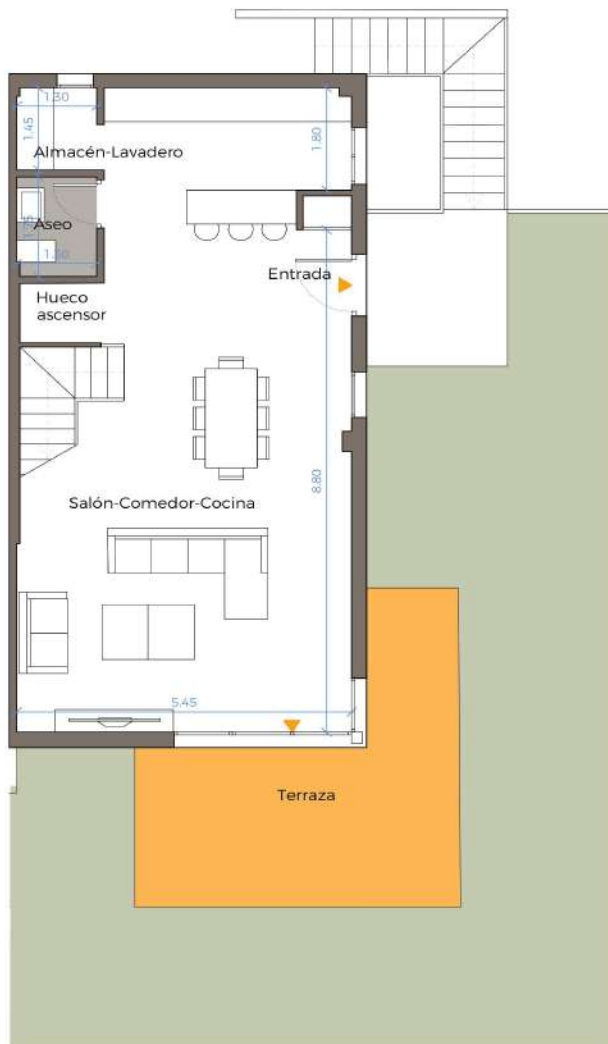 1.30
1.45
1.80
Almacén-Lavadero
Aseo
1.30
Entrada
Hueco
ascensor
8.80
Salón-Comedor-Cocina
5.45
Terraza